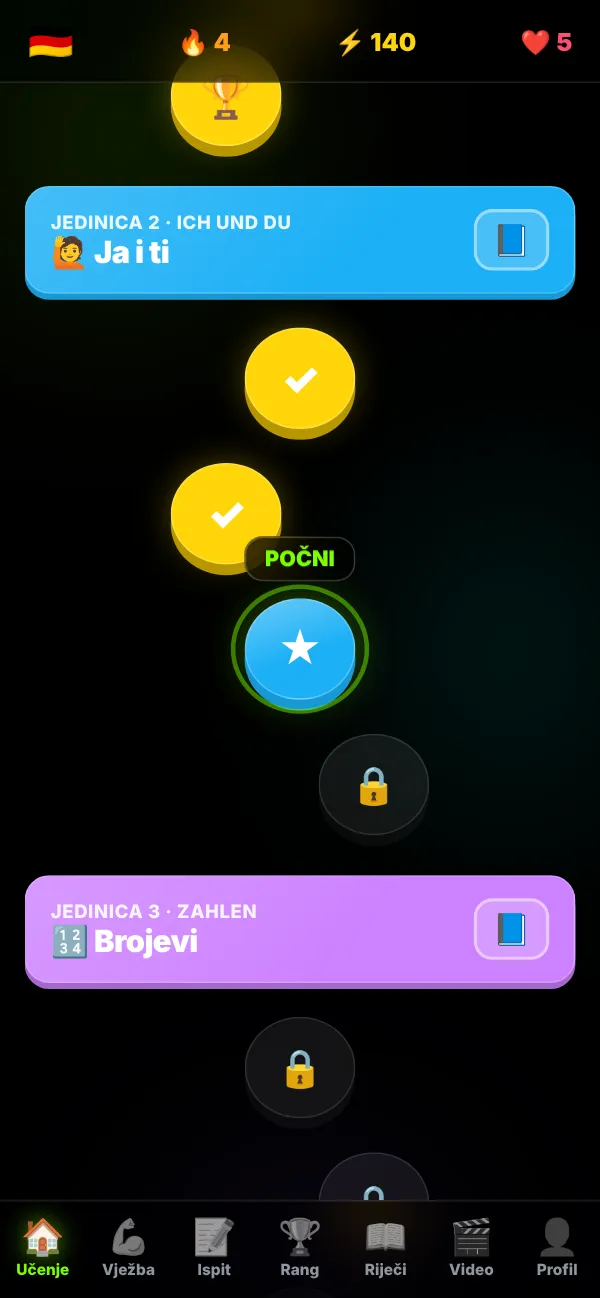 4
140
5
JEDINICA 2 · ICH UND DU
Ja i ti
POČNI
JEDINICA 3 · ZAHLEN
1234 Brojevi
Učenje
Vježba
Ispit
Rang
Riječi
Video
Profil